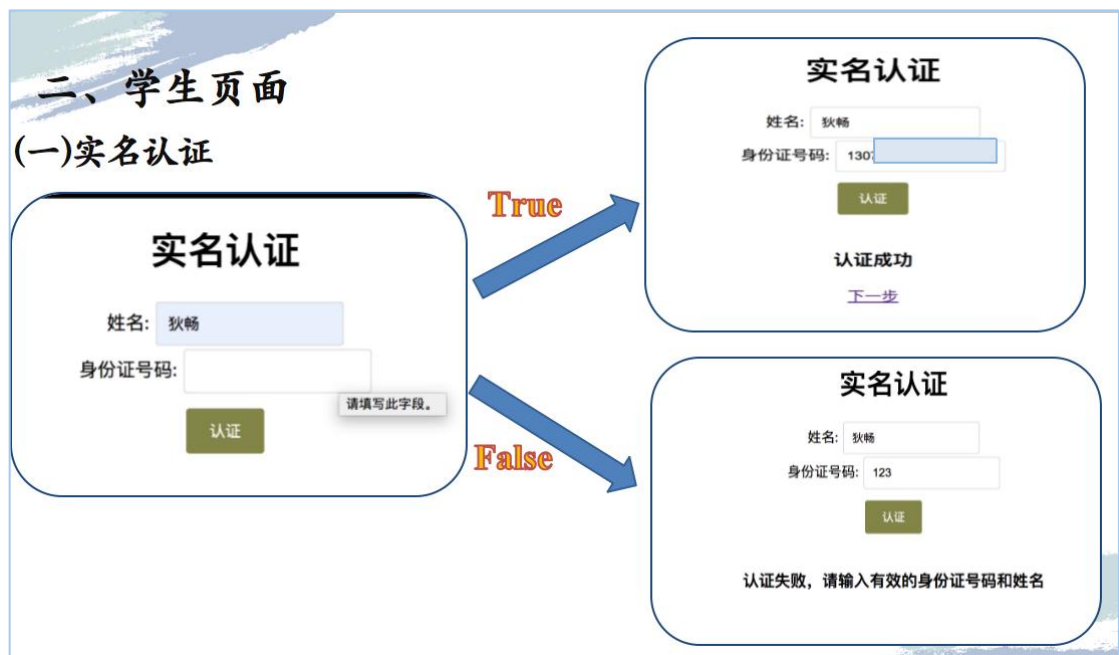 二、学生页面
(一)实名认证
实名认证
姓名: 狄畅
身份证号码:
请填写此字段。
认证
True
False
实名认证
姓名: 狄畅
身份证号码: 1307
认证
认证成功
下一步
实名认证
姓名: 狄畅
身份证号码: 123
认证
认证失败，请输入有效的身份证号码和姓名